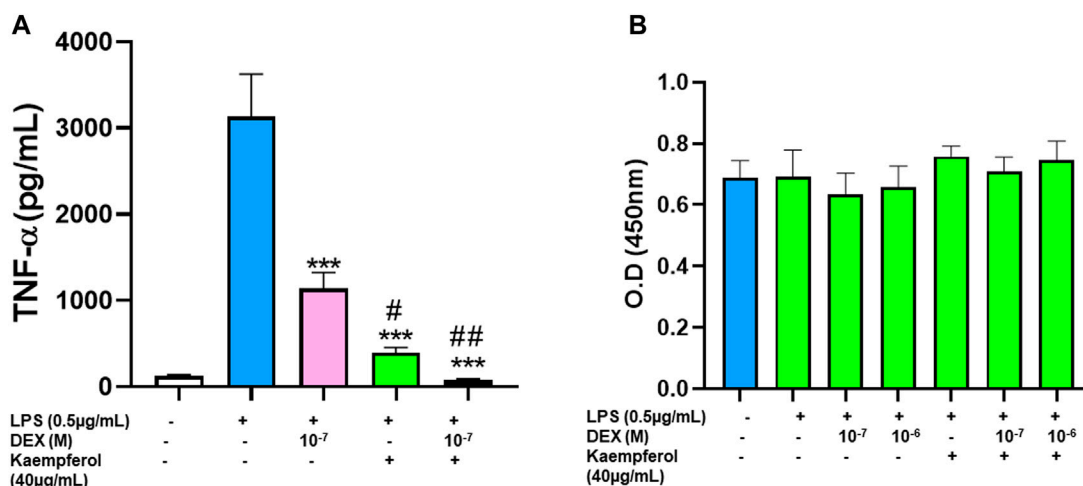 A
TNF-α (pg/mL)
4000
3000
2000
1000
0
***
#
***
##
***
LPS (0.5µg/mL) - + + + +
DEX (M) - - 10⁻⁷ - 10⁻⁷
Kaempferol - - - + +
(40µg/mL)
B
O.D (450nm)
1.0
0.8
0.6
0.4
0.2
0.0
LPS (0.5µg/mL) - + + + + + +
DEX (M) - - 10⁻⁷ 10⁻⁶ - 10⁻⁷ 10⁻⁶
Kaempferol - - - - + + +
(40µg/mL)